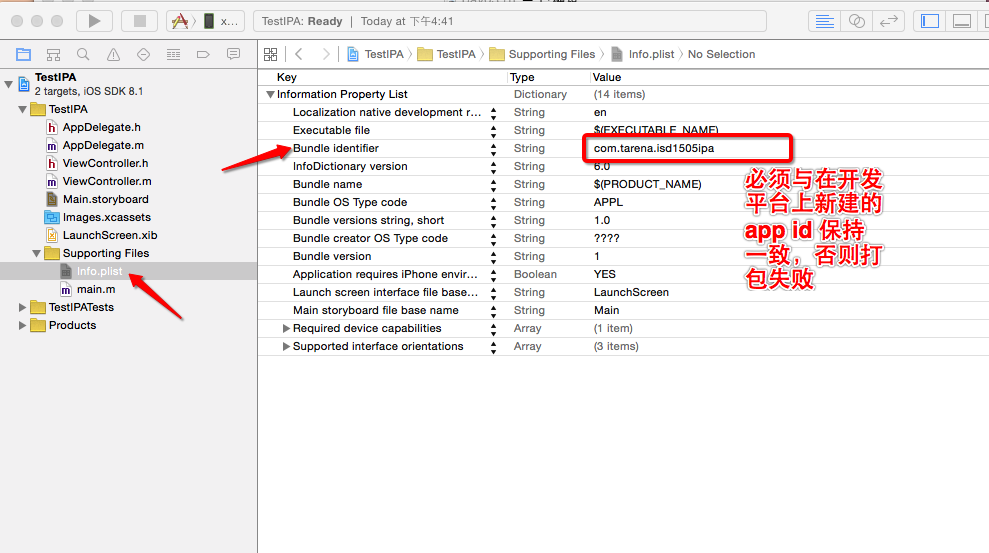 x...
TestIPA: Ready | Today at 下午4:41
TestIPA
TestIPA
Supporting Files
Info.plist
No Selection
TestIPA
2 targets, iOS SDK 8.1
TestIPA
AppDelegate.h
AppDelegate.m
ViewController.h
ViewController.m
Main.storyboard
Images.xcassets
LaunchScreen.xib
Supporting Files
Info.plist
main.m
TestIPATests
Products
Key Type Value
Information Property List Dictionary (14 items)
Localization native development r... String en
Executable file String $(EXECUTABLE_NAME)
Bundle identifier String com.tarena.isd1505ipa
InfoDictionary version String 6.0
Bundle name String $(PRODUCT_NAME)
Bundle OS Type code String APPL
Bundle versions string, short String 1.0
Bundle creator OS Type code String ????
Bundle version String 1
Application requires iPhone envir... Boolean YES
Launch screen interface file base... String LaunchScreen
Main storyboard file base name String Main
Required device capabilities Array (1 item)
Supported interface orientations Array (3 items)
必须与在开发
平台上新建的
app id 保持
一致，否则打
包失败